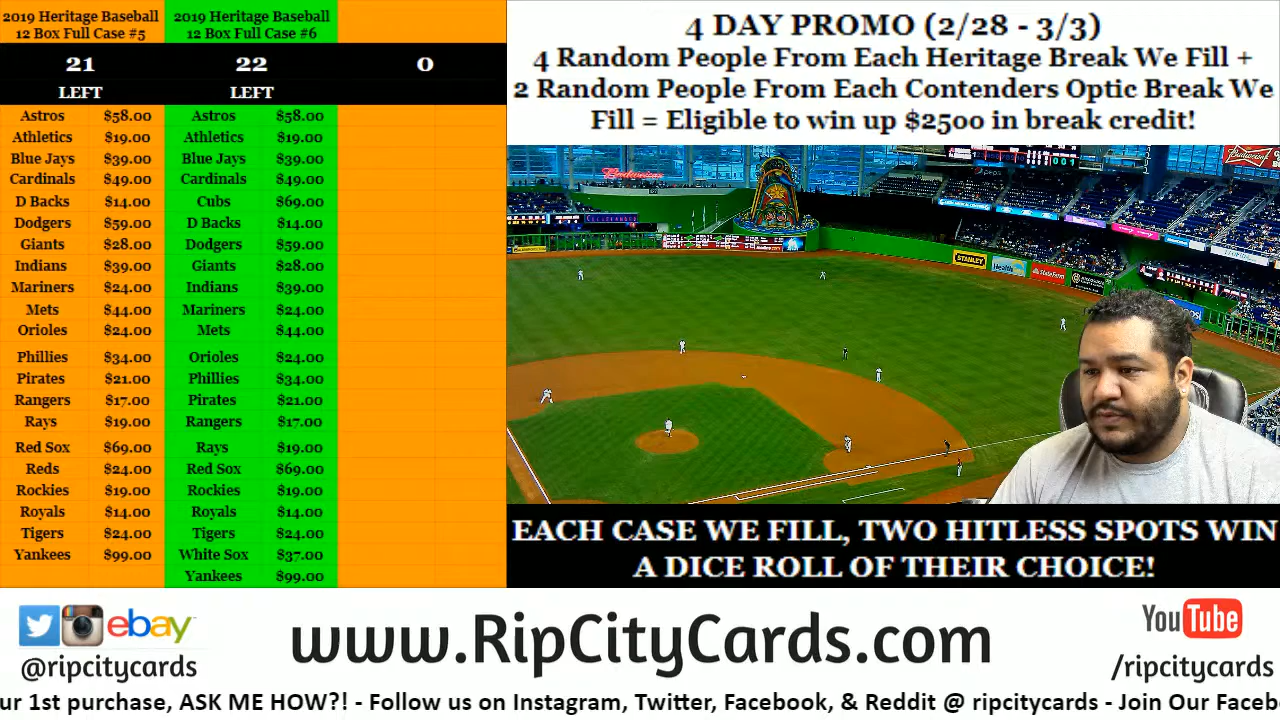 2019 Heritage Baseball
12 Box Full Case #5
21
LEFT
Astros $58.00
Athletics $19.00
Blue Jays $39.00
Cardinals $49.00
D Backs $14.00
Dodgers $59.00
Giants $28.00
Indians $39.00
Mariners $24.00
Mets $44.00
Orioles $24.00
Phillies $34.00
Pirates $21.00
Rangers $17.00
Rays $19.00
Red Sox $69.00
Reds $24.00
Rockies $19.00
Royals $14.00
Tigers $24.00
Yankees $99.00
2019 Heritage Baseball
12 Box Full Case #6
22
LEFT
Astros $58.00
Athletics $19.00
Blue Jays $39.00
Cardinals $49.00
Cubs $69.00
D Backs $14.00
Dodgers $59.00
Giants $28.00
Indians $39.00
Mariners $24.00
Mets $44.00
Orioles $24.00
Phillies $34.00
Pirates $21.00
Rangers $17.00
Rays $19.00
Red Sox $69.00
Rockies $19.00
Royals $14.00
Tigers $24.00
White Sox $37.00
Yankees $99.00
0
4 DAY PROMO (2/28 - 3/3)
4 Random People From Each Heritage Break We Fill +
2 Random People From Each Contenders Optic Break We
Fill = Eligible to win up $2500 in break credit!
Budweiser
Budweiser
pepsi
STANLEY
Health
StateFarm
pepsi
EACH CASE WE FILL, TWO HITLESS SPOTS WIN
A DICE ROLL OF THEIR CHOICE!
ebay
@ripcitycards
www.RipCityCards.com
YouTube
/ripcitycards
ur 1st purchase, ASK ME HOW?! - Follow us on Instagram, Twitter, Facebook, & Reddit @ ripcitycards - Join Our Faceb